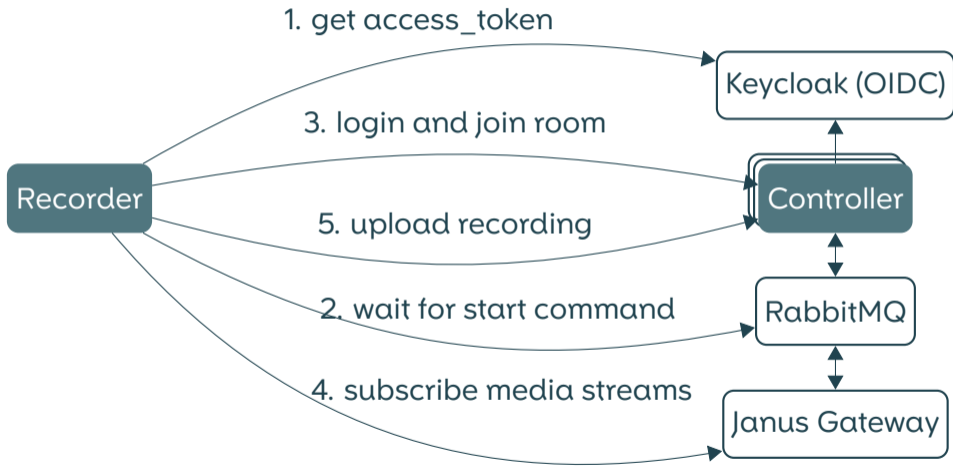 1. get access_token
Keycloak (OIDC)
3. login and join room
Recorder
Controller
5. upload recording
2. wait for start command
RabbitMQ
4. subscribe media streams
Janus Gateway